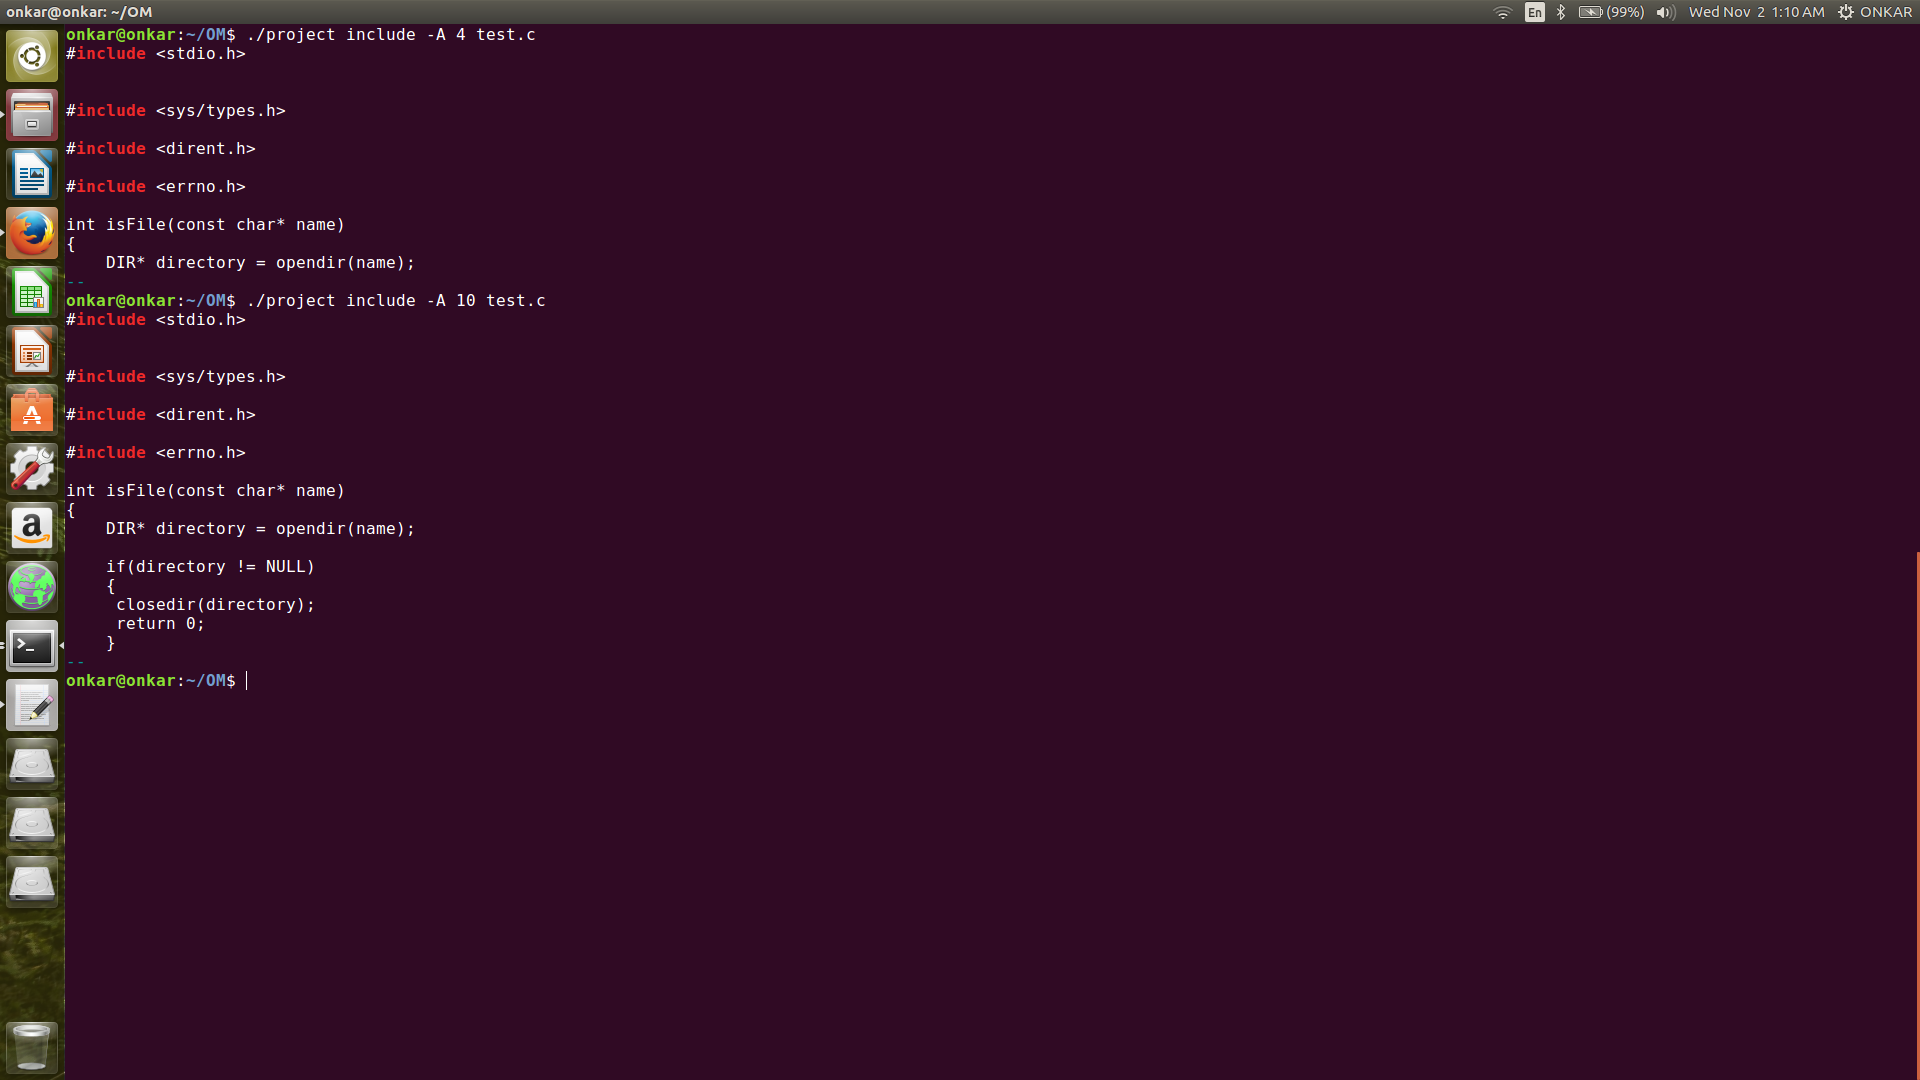 onkar@onkar: ~/OM
En (99%) Wed Nov 2 1:10 AM ONKAR
onkar@onkar:~/OM$ ./project include -A 4 test.c
#include <stdio.h>
#include <sys/types.h>
#include <dirent.h>
#include <errno.h>
int isFile(const char* name)
{
    DIR* directory = opendir(name);
--
onkar@onkar:~/OM$ ./project include -A 10 test.c
#include <stdio.h>
#include <sys/types.h>
#include <dirent.h>
#include <errno.h>
int isFile(const char* name)
{
    DIR* directory = opendir(name);
    if(directory != NULL)
    {
     closedir(directory);
     return 0;
    }
--
onkar@onkar:~/OM$